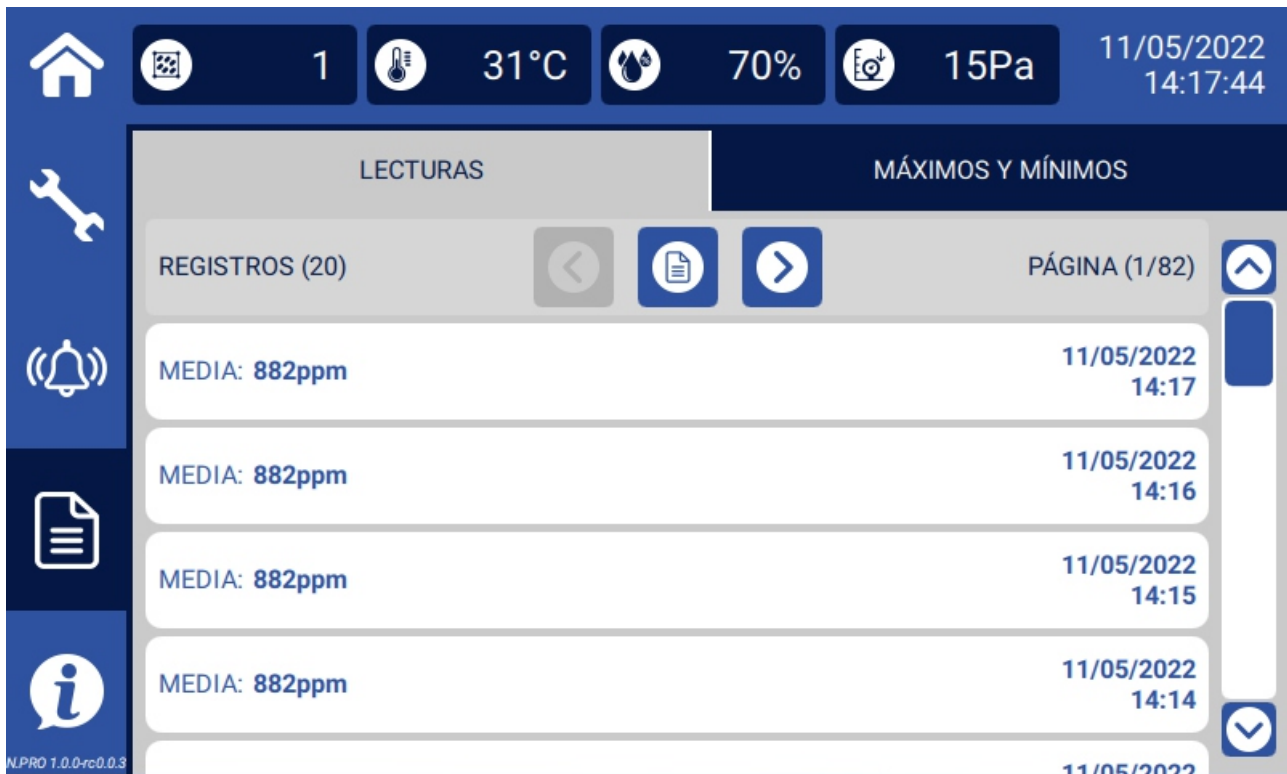 1
31°C
70%
15Pa
11/05/2022
14:17:44
LECTURAS
MÁXIMOS Y MÍNIMOS
REGISTROS (20)
PÁGINA (1/82)
MEDIA: 882ppm
11/05/2022
14:17
MEDIA: 882ppm
11/05/2022
14:16
MEDIA: 882ppm
11/05/2022
14:15
MEDIA: 882ppm
11/05/2022
14:14
11/05/2022
N.PRO 1.0.0-rc0.0.3